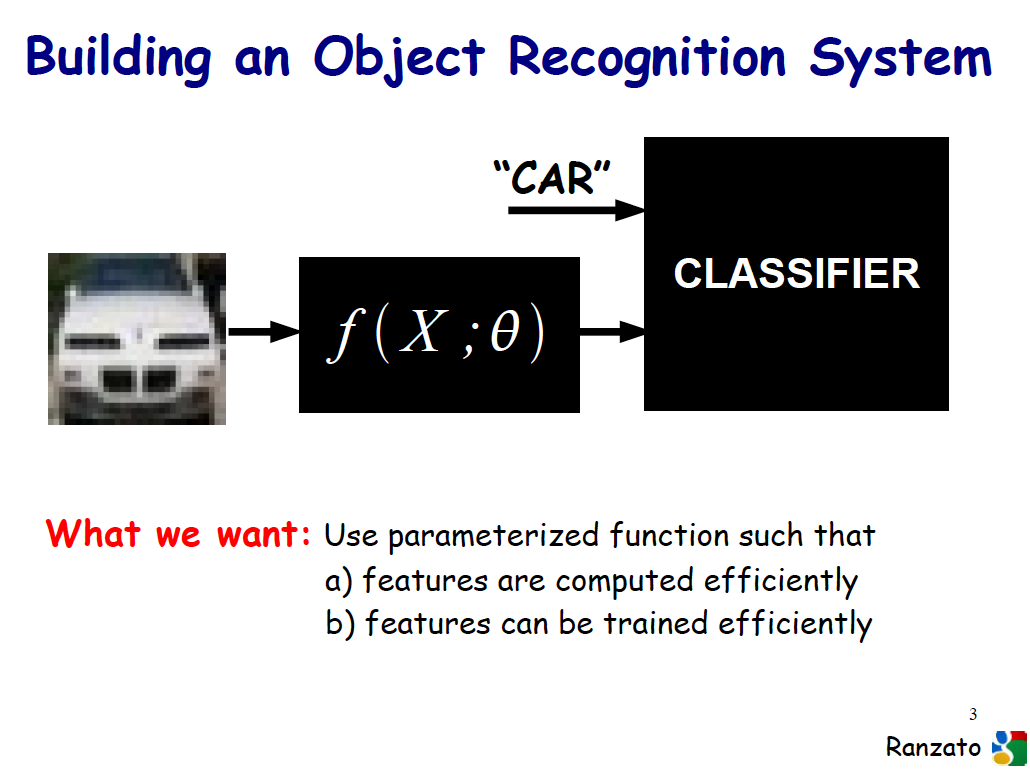 Building an Object Recognition System
“CAR”
CLASSIFIER
f(X;θ)
What we want: Use parameterized function such that
a) features are computed efficiently
b) features can be trained efficiently
3
Ranzato